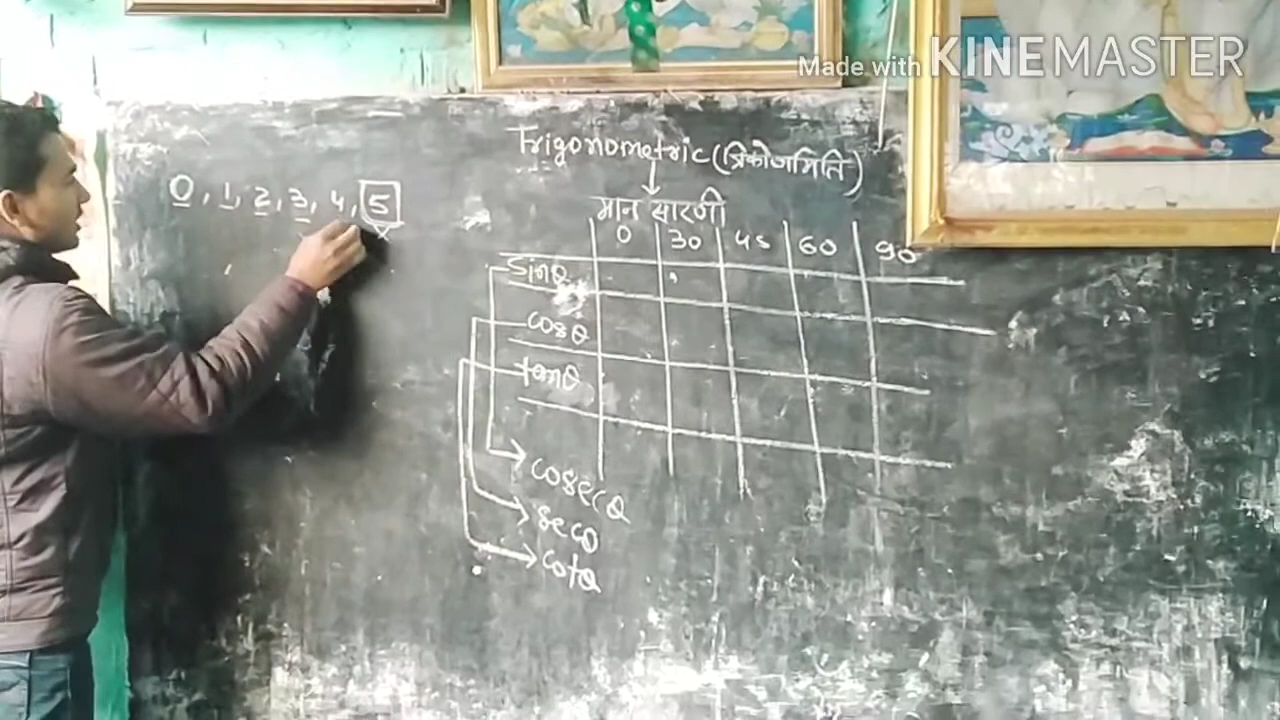 Made with KINEMASTER
Trigonometric (त्रिकोणमिति)
मान सारणी
0, 1, 2, 3, 4, 5
0 30 45 60 90
Sinθ
cosθ
tanθ
cosecθ
secθ
cotθ